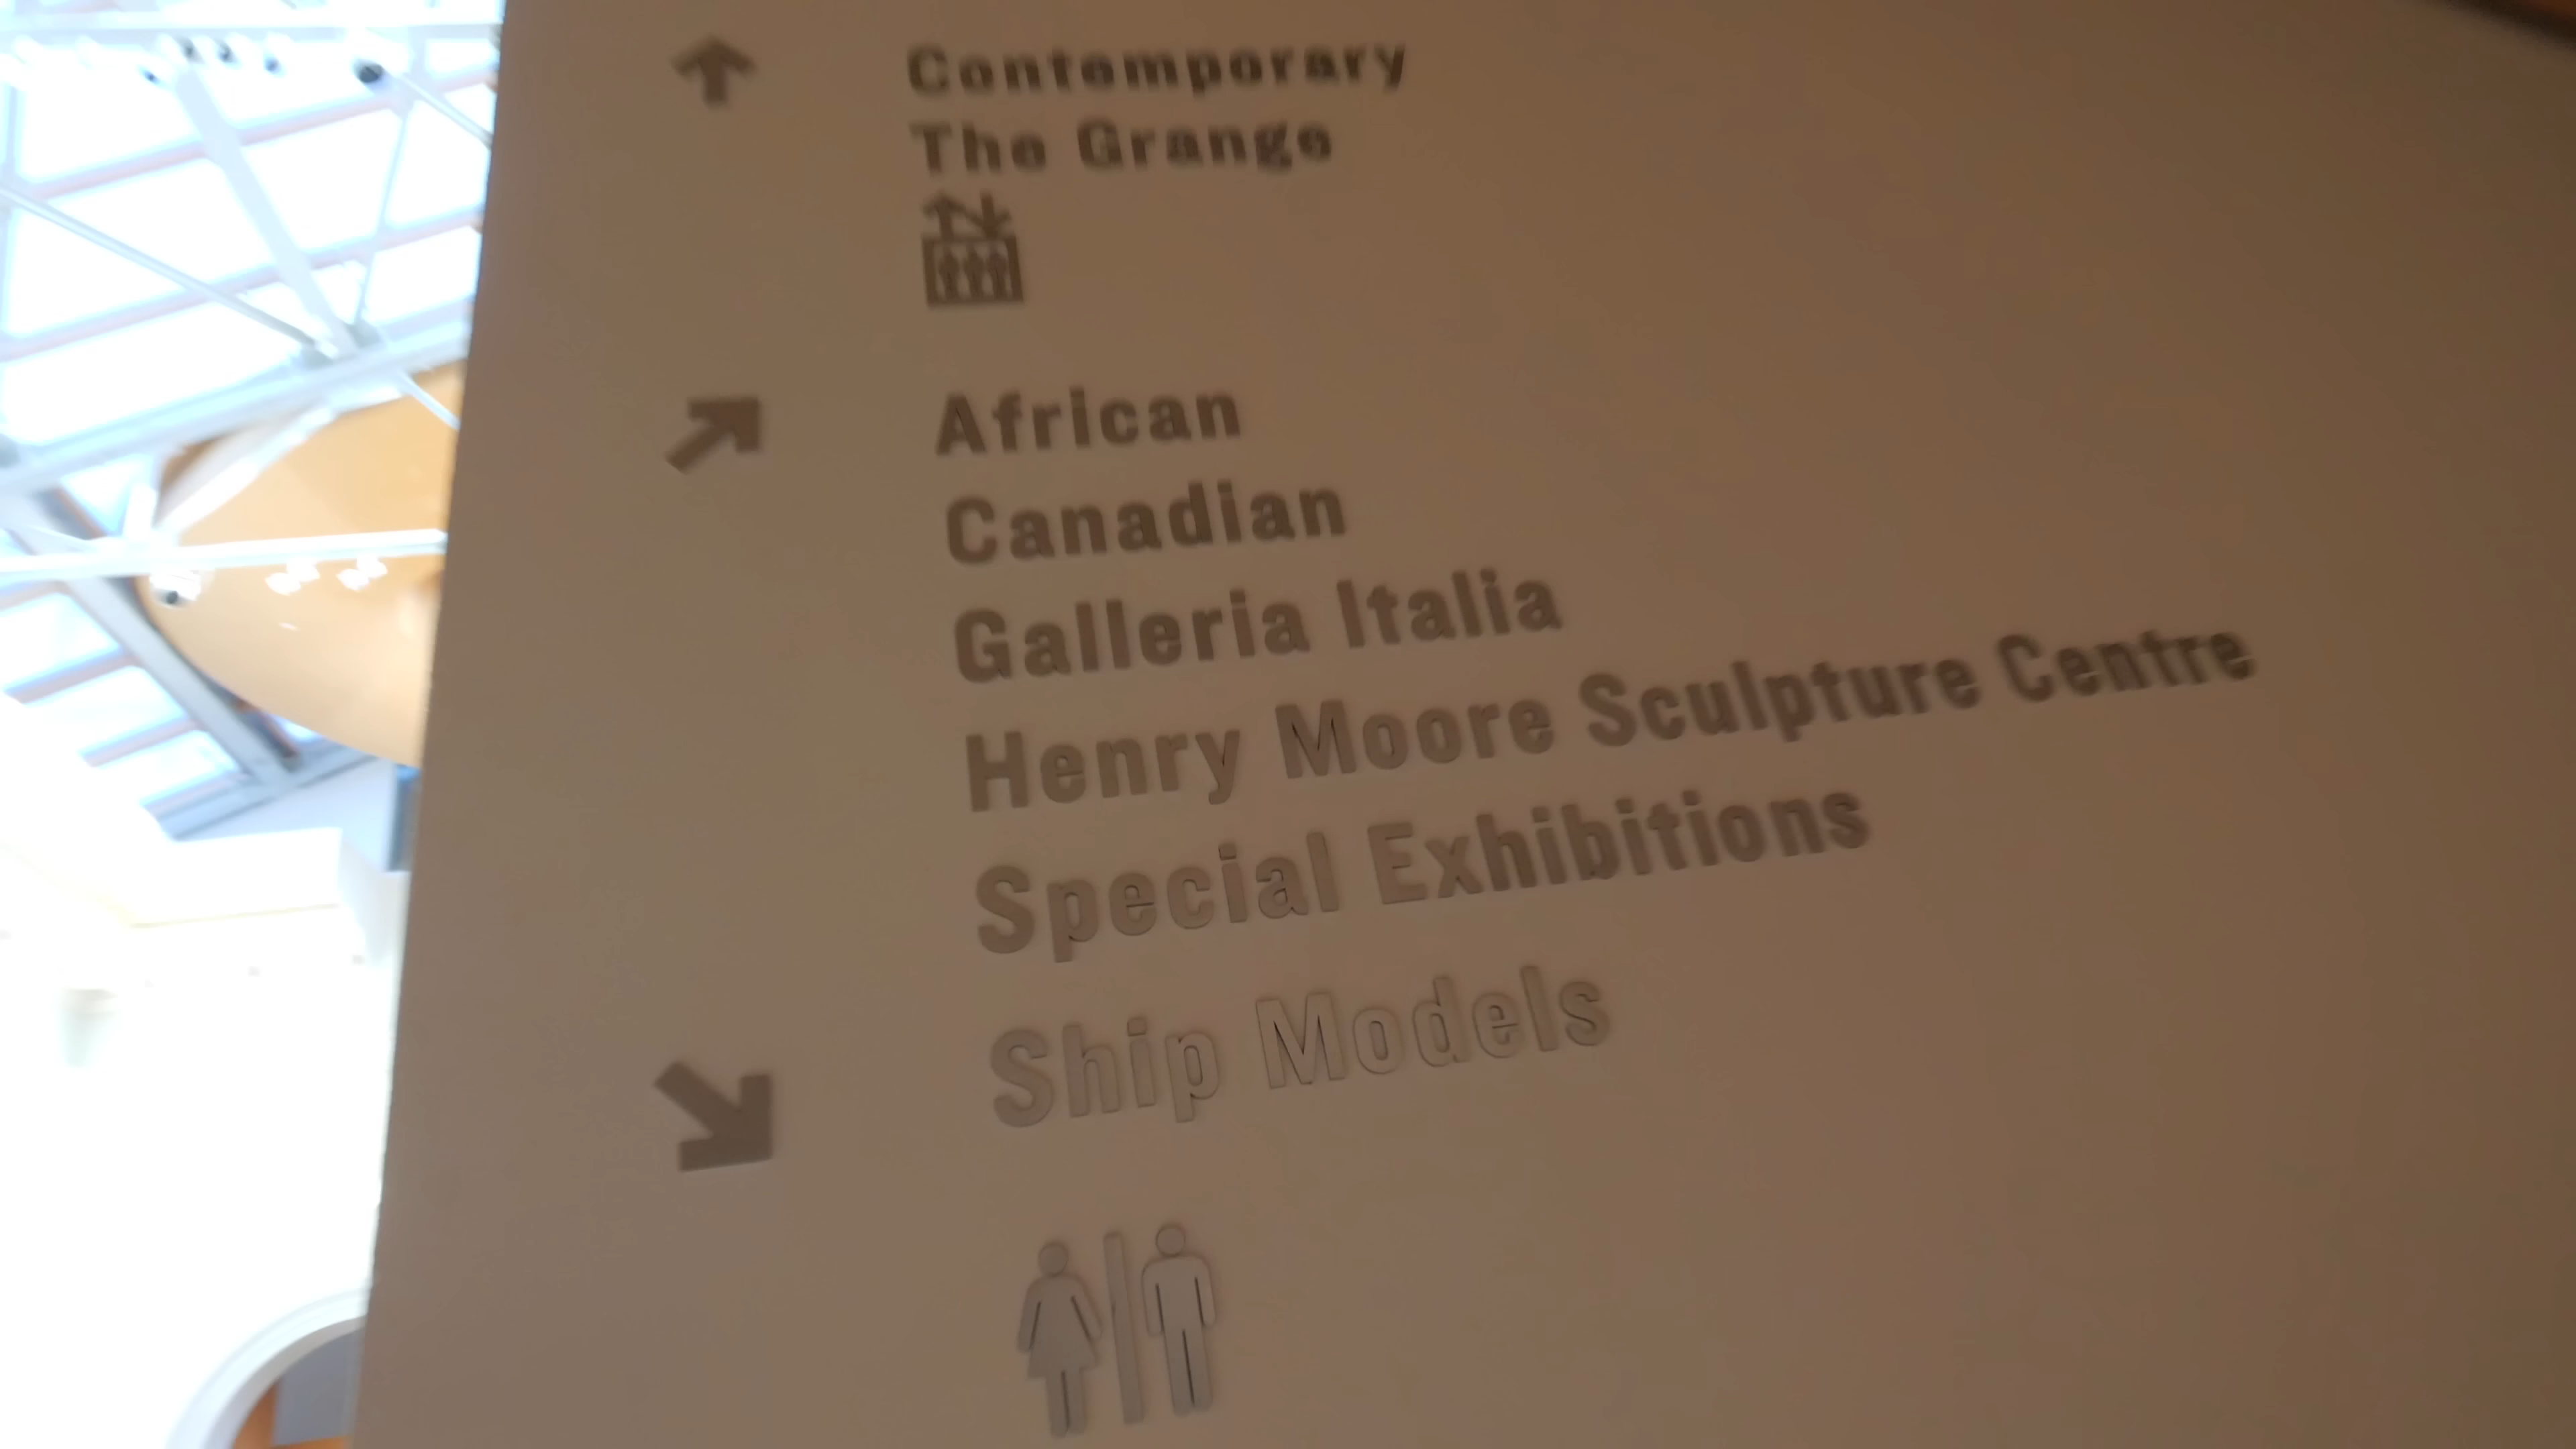 Contemporary
The Grange
African
Canadian
Galleria Italia
Henry Moore Sculpture Centre
Special Exhibitions
Ship Models